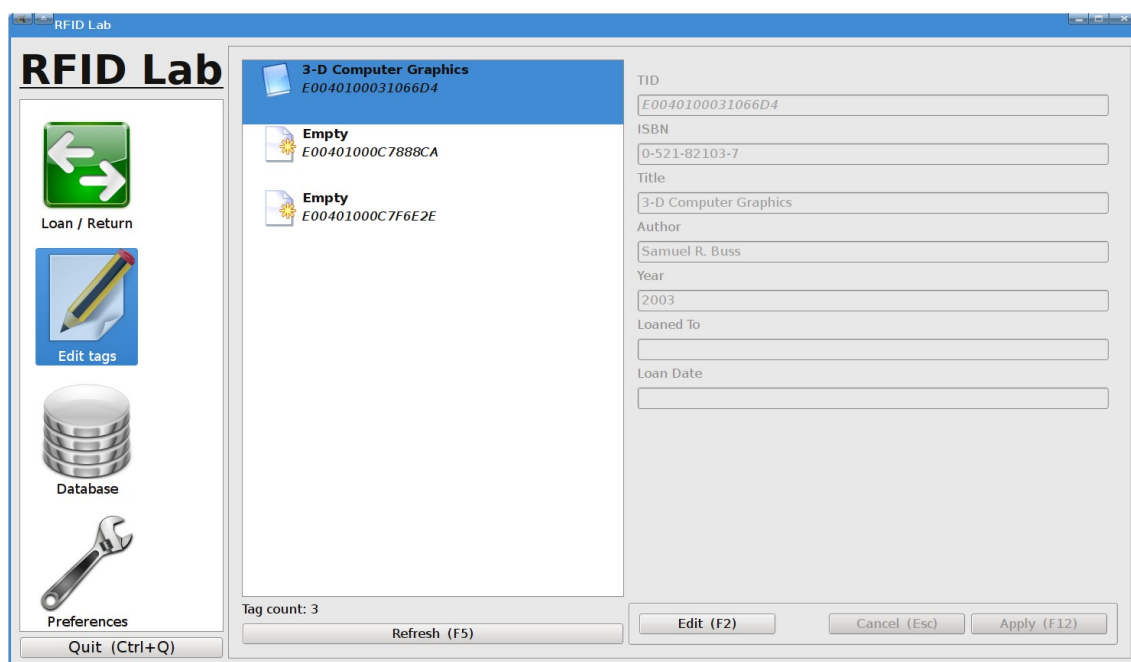 RFID Lab
RFID Lab
Loan / Return
Edit tags
Database
Preferences
Quit (Ctrl+Q)
3-D Computer Graphics
E0040100031066D4
Empty
E00401000C7888CA
Empty
E00401000C7F6E2E
Tag count: 3
Refresh (F5)
TID
E0040100031066D4
ISBN
0-521-82103-7
Title
3-D Computer Graphics
Author
Samuel R. Buss
Year
2003
Loaned To
Loan Date
Edit (F2)
Cancel (Esc)
Apply (F12)